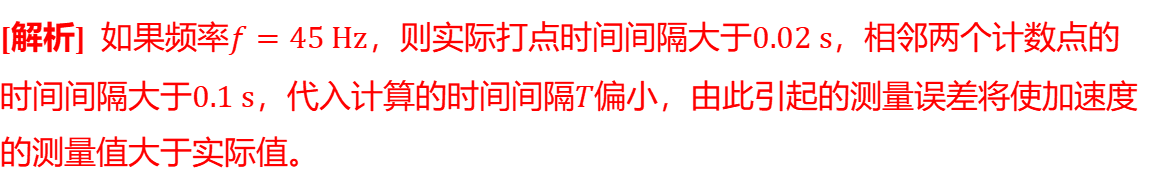 [解析] 如果频率f = 45 Hz，则实际打点时间间隔大于0.02 s，相邻两个计数点的
时间间隔大于0.1 s，代入计算的时间间隔T偏小，由此引起的测量误差将使加速度
的测量值大于实际值。